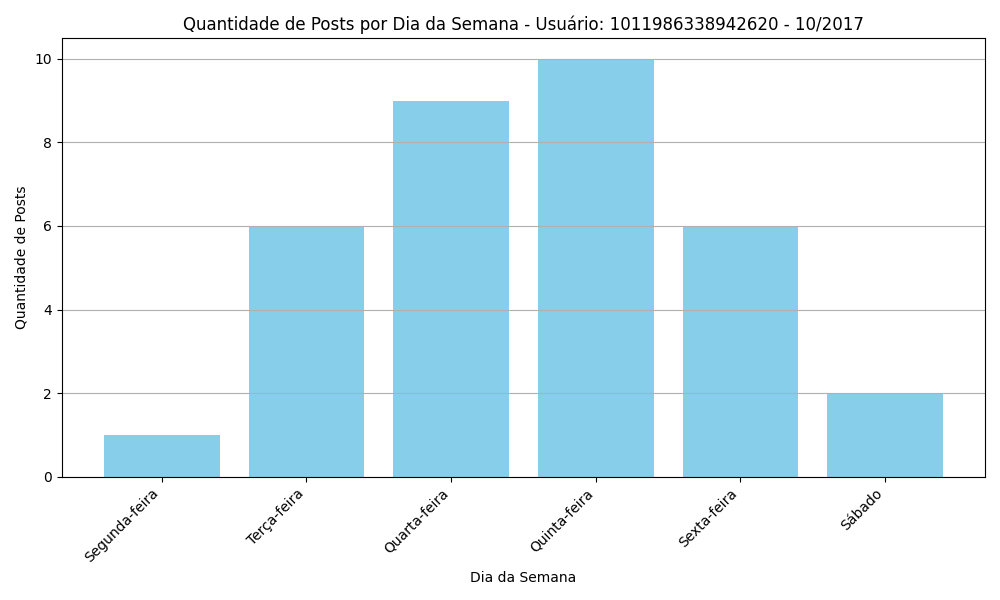 Quantidade de Posts por Dia da Semana - Usuário: 1011986338942620 - 10/2017
Quantidade de Posts
10
8
6
4
2
0
Segunda-feira
Terça-feira
Quarta-feira
Quinta-feira
Sexta-feira
Sábado
Dia da Semana